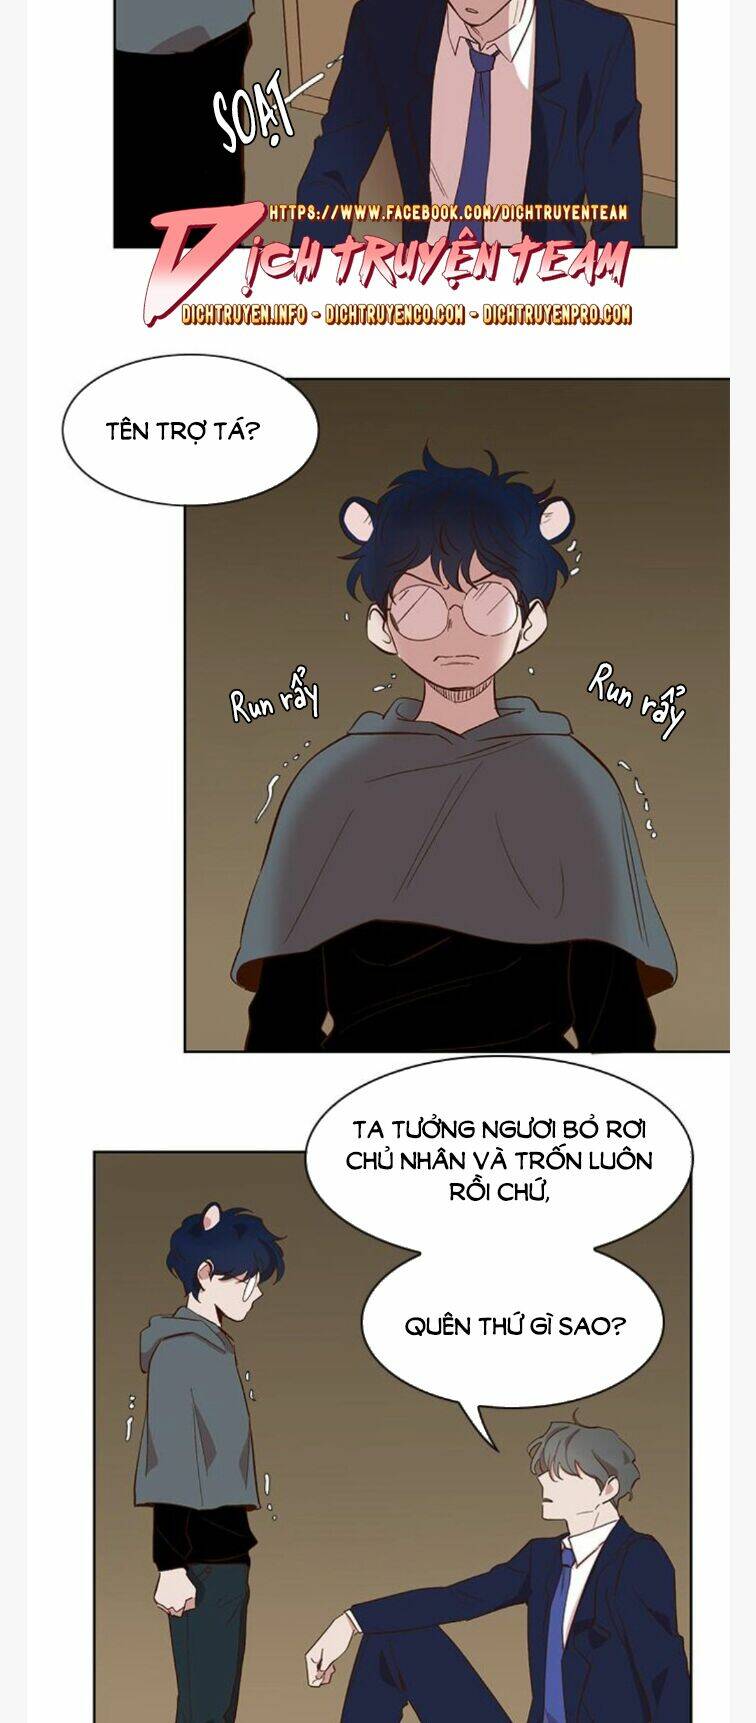 SOẠT
HTTPS://WWW.FACEBOOK.COM/DICHTRUYENTEAM
DỊCH TRUYỆN TEAM
DICHTRUYEN.INFO - DICHTRUYENCO.COM - DICHTRUYENPRO.COM
TÊN TRỢ TÁ?
Run rẩy
Run rẩy
TA TƯỞNG NGƯƠI BỎ RƠI
CHỦ NHÂN VÀ TRỐN LUÔN
RỒI CHỨ,
QUÊN THỨ GÌ SAO?